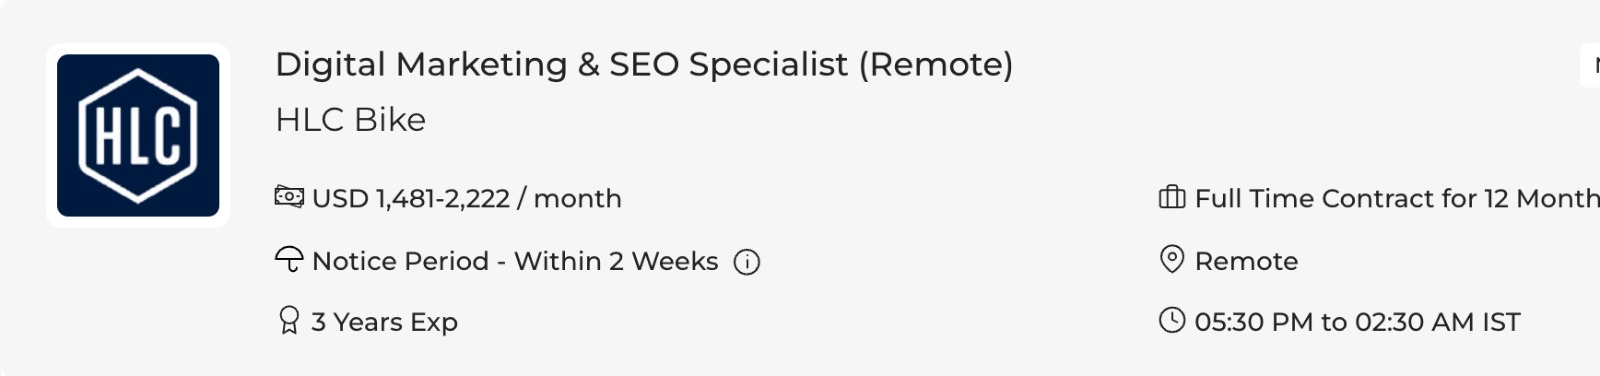 HLC
Digital Marketing & SEO Specialist (Remote)
HLC Bike
USD 1,481-2,222 / month
Full Time Contract for 12 Month
Notice Period - Within 2 Weeks
Remote
3 Years Exp
05:30 PM to 02:30 AM IST